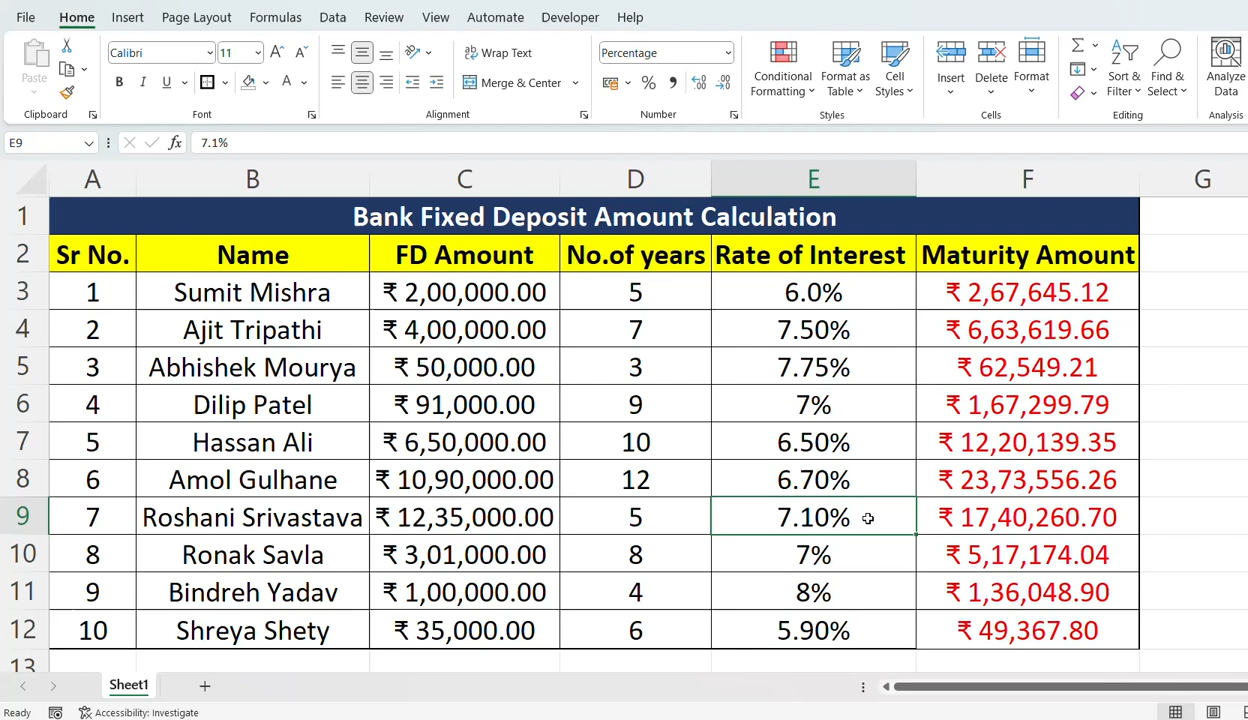 File Home Insert Page Layout Formulas Data Review View Automate Developer Help
Paste
Calibri 11 A A
B I U A
ab Wrap Text
Merge & Center
Percentage
% 9
Conditional Formatting
Format as Table
Cell Styles
Insert Delete Format
Sort & Filter
Find & Select
Analyze Data
Clipboard Font Alignment Number Styles Cells Editing Analysis
E9 fx 7.1%
A B C D E F G
1 Bank Fixed Deposit Amount Calculation
2 Sr No. Name FD Amount No.of years Rate of Interest Maturity Amount
3 1 Sumit Mishra ₹ 2,00,000.00 5 6.0% ₹ 2,67,645.12
4 2 Ajit Tripathi ₹ 4,00,000.00 7 7.50% ₹ 6,63,619.66
5 3 Abhishek Mourya ₹ 50,000.00 3 7.75% ₹ 62,549.21
6 4 Dilip Patel ₹ 91,000.00 9 7% ₹ 1,67,299.79
7 5 Hassan Ali ₹ 6,50,000.00 10 6.50% ₹ 12,20,139.35
8 6 Amol Gulhane ₹ 10,90,000.00 12 6.70% ₹ 23,73,556.26
9 7 Roshani Srivastava ₹ 12,35,000.00 5 7.10% ₹ 17,40,260.70
10 8 Ronak Savla ₹ 3,01,000.00 8 7% ₹ 5,17,174.04
11 9 Bindreh Yadav ₹ 1,00,000.00 4 8% ₹ 1,36,048.90
12 10 Shreya Shety ₹ 35,000.00 6 5.90% ₹ 49,367.80
13
Sheet1 +
Ready Accessibility: Investigate